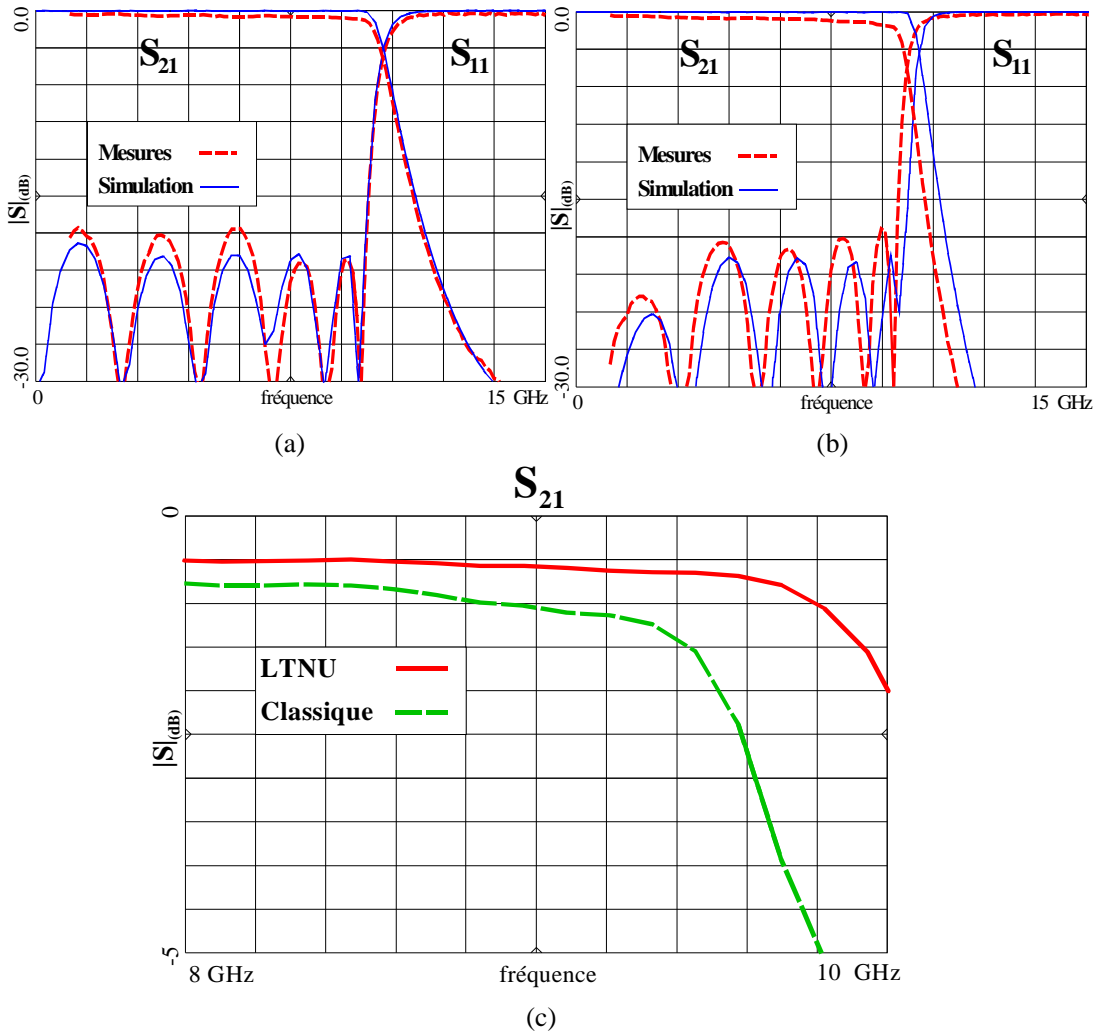 0.0
S21
S11
Mesures
Simulation
|S|(dB)
-30.0
0
fréquence
15 GHz
(a)
0.0
S21
S11
Mesures
Simulation
|S|(dB)
-30.0
0
fréquence
15 GHz
(b)
S21
0
LTNU
Classique
|S|(dB)
-5
8 GHz
fréquence
10 GHz
(c)